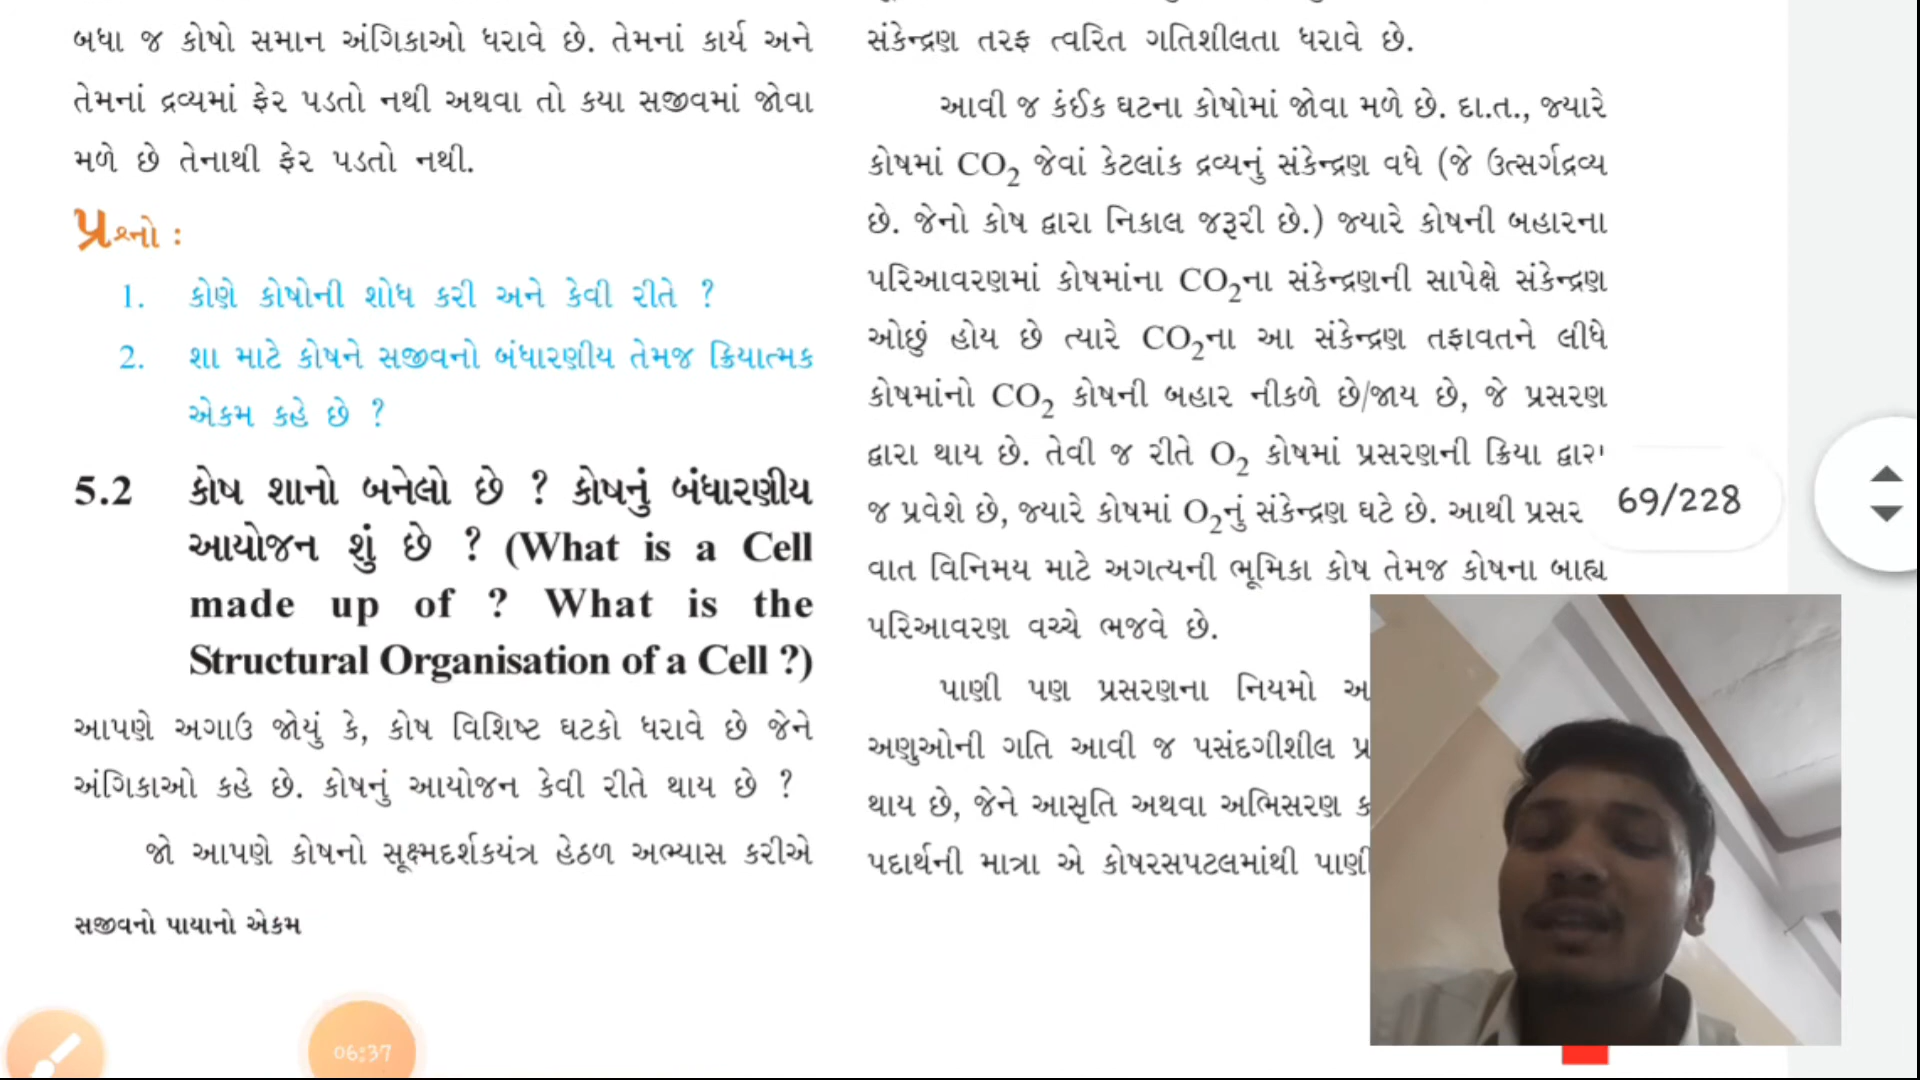 બધા જ કોષો સમાન અંગિકાઓ ધરાવે છે. તેમનાં કાર્ય અને
તેમનાં દ્રવ્યમાં ફેર પડતો નથી અથવા તો કયા સજીવમાં જોવા
મળે છે તેનાથી ફેર પડતો નથી.
પ્રશ્નો :
1. કોણે કોષોની શોધ કરી અને કેવી રીતે ?
2. શા માટે કોષને સજીવનો બંધારણીય તેમજ ક્રિયાત્મક
એકમ કહે છે ?
5.2 કોષ શાનો બનેલો છે ? કોષનું બંધારણીય
આયોજન શું છે ? (What is a Cell
made up of ? What is the
Structural Organisation of a Cell ?)
આપણે અગાઉ જોયું કે, કોષ વિશિષ્ટ ઘટકો ધરાવે છે જેને
અંગિકાઓ કહે છે. કોષનું આયોજન કેવી રીતે થાય છે ?
જો આપણે કોષનો સૂક્ષ્મદર્શકયંત્ર હેઠળ અભ્યાસ કરીએ
સજીવનો પાયાનો એકમ
સંકેન્દ્રણ તરફ ત્વરિત ગતિશીલતા ધરાવે છે.
આવી જ કંઈક ઘટના કોષોમાં જોવા મળે છે. દા.ત., જ્યારે
કોષમાં CO₂ જેવાં કેટલાંક દ્રવ્યનું સંકેન્દ્રણ વધે (જે ઉત્સર્ગદ્રવ્ય
છે. જેનો કોષ દ્વારા નિકાલ જરૂરી છે.) જ્યારે કોષની બહારના
પરિઆવરણમાં કોષમાંના CO₂ના સંકેન્દ્રણની સાપેક્ષે સંકેન્દ્રણ
ઓછું હોય છે ત્યારે CO₂ના આ સંકેન્દ્રણ તફાવતને લીધે
કોષમાંનો CO₂ કોષની બહાર નીકળે છે/જાય છે, જે પ્રસરણ
દ્વારા થાય છે. તેવી જ રીતે O₂ કોષમાં પ્રસરણની ક્રિયા દ્વારા
જ પ્રવેશે છે, જ્યારે કોષમાં O₂નું સંકેન્દ્રણ ઘટે છે. આથી પ્રસર
વાત વિનિમય માટે અગત્યની ભૂમિકા કોષ તેમજ કોષના બાહ્ય
પરિઆવરણ વચ્ચે ભજવે છે.
પાણી પણ પ્રસરણના નિયમો અ
અણુઓની ગતિ આવી જ પસંદગીશીલ પ્ર
થાય છે, જેને આસૃતિ અથવા અભિસરણ ક
પદાર્થની માત્રા એ કોષરસપટલમાંથી પાણી
69/228
06:37